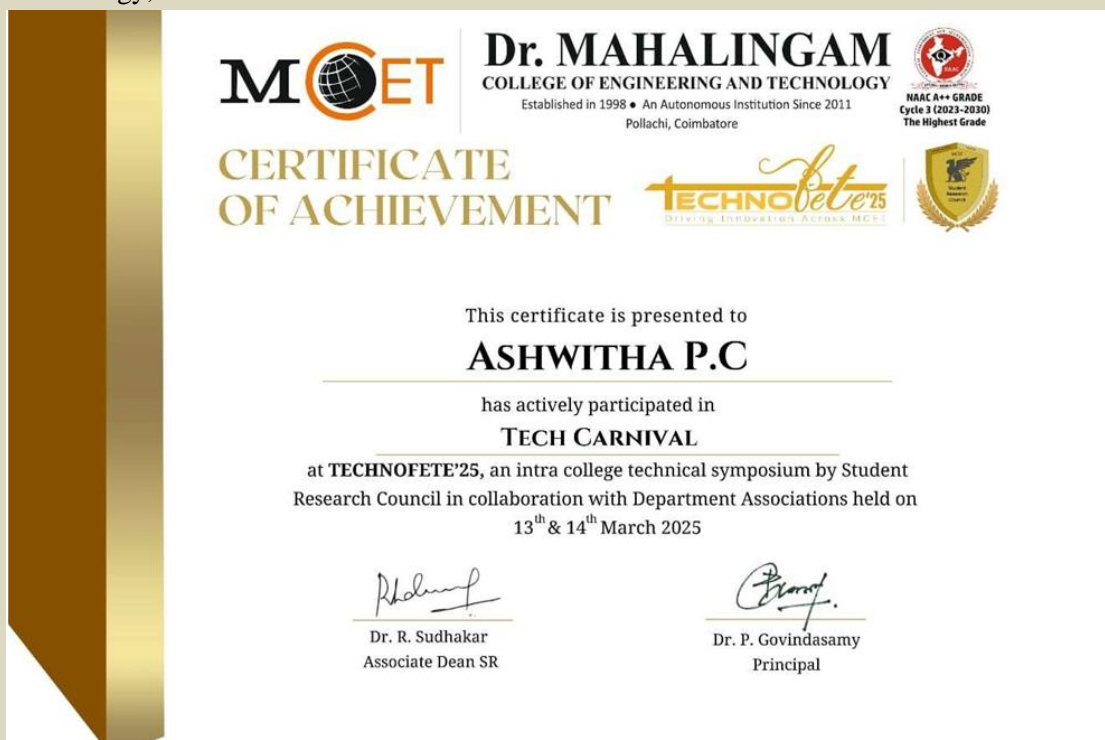 MCET
Dr. MAHALINGAM
COLLEGE OF ENGINEERING AND TECHNOLOGY
Established in 1998 ● An Autonomous Institution Since 2011
Pollachi, Coimbatore
NAAC A++ GRADE
Cycle 3 (2023-2030)
The Highest Grade
CERTIFICATE
OF ACHIEVEMENT
TECHNOfete'25
Driving Innovation Across MCET
MCET
Student
Research
Council
This certificate is presented to
ASHWITHA P.C
has actively participated in
TECH CARNIVAL
at TECHNOFETE'25, an intra college technical symposium by Student
Research Council in collaboration with Department Associations held on
13th & 14th March 2025
Dr. R. Sudhakar
Associate Dean SR
Dr. P. Govindasamy
Principal